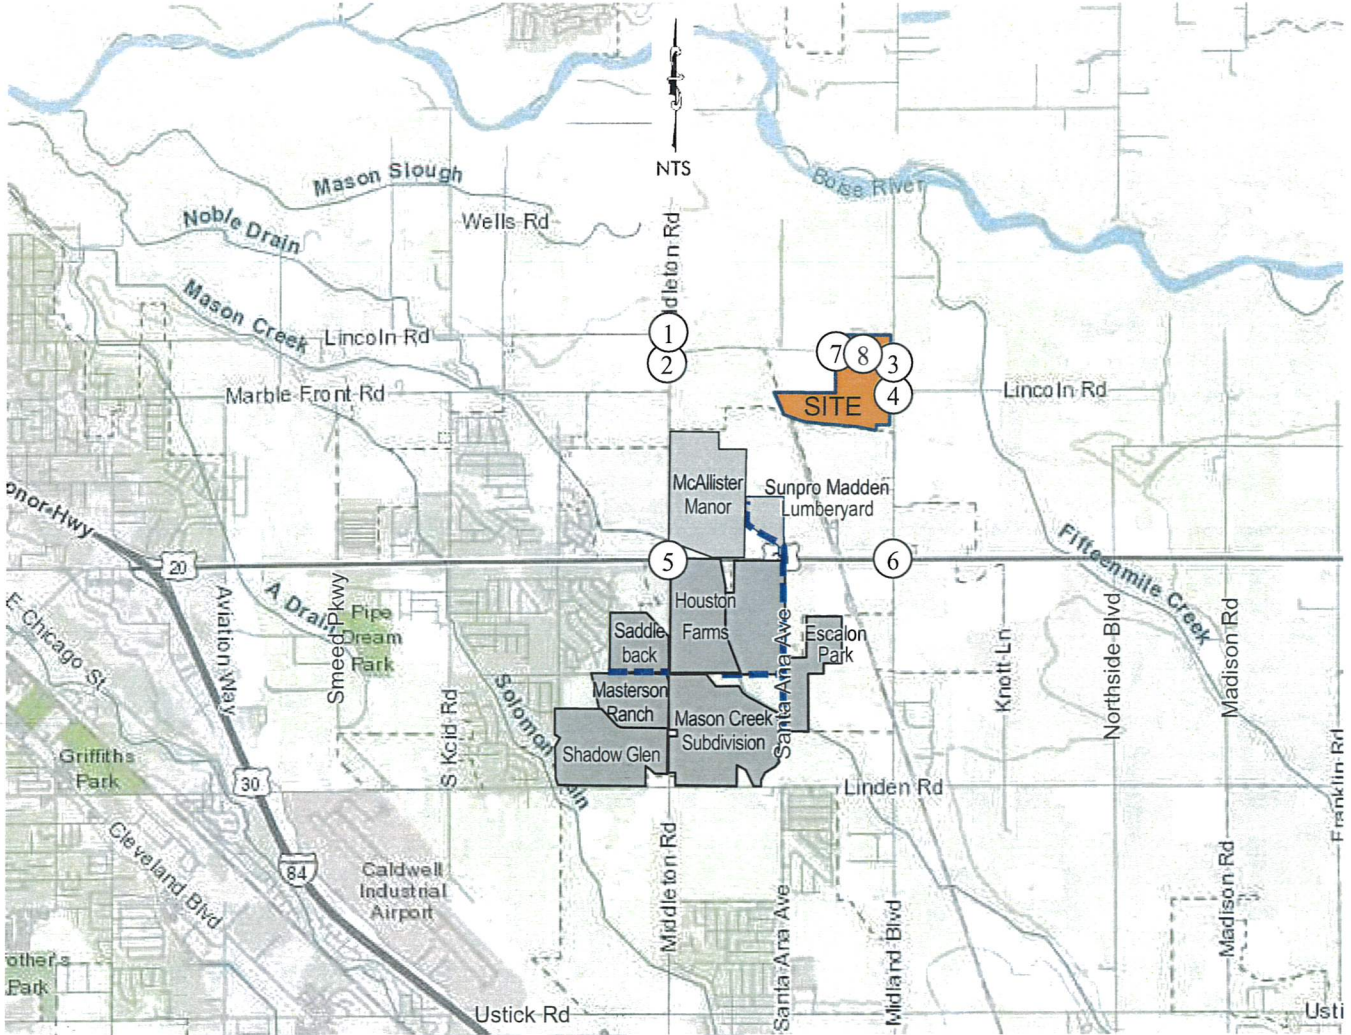 NTS
Mason Slough
Boise River
Noble Drain
Wells Rd
ddleton Rd
Mason Creek
Lincoln Rd
1
2
7
8
3
4
Marble Front Rd
Lincoln Rd
SITE
McAllister
Manor
Sunpro Madden
Lumberyard
onor Hwy
20
5
6
Fifteenmile Creek
A Drain
E Chicago St
Aviation Way
Smeed Pkwy
Pipe
Dream
Park
Saddle
back
Houston
Farms
Santa Ana Ave
Escalon
Park
Knott Ln
Northside Blvd
Madison Rd
S Kcid Rd
Solomon Drain
Masterson
Ranch
Mason Creek
Subdivision
Shadow Glen
Griffiths
Park
30
Linden Rd
Franklin Rd
Cleveland Blvd
84
Caldwell
Industrial
Airport
Middleton Rd
Santa Ana Ave
Midland Blvd
Madison Rd
other's
Park
Ustick Rd
Usti